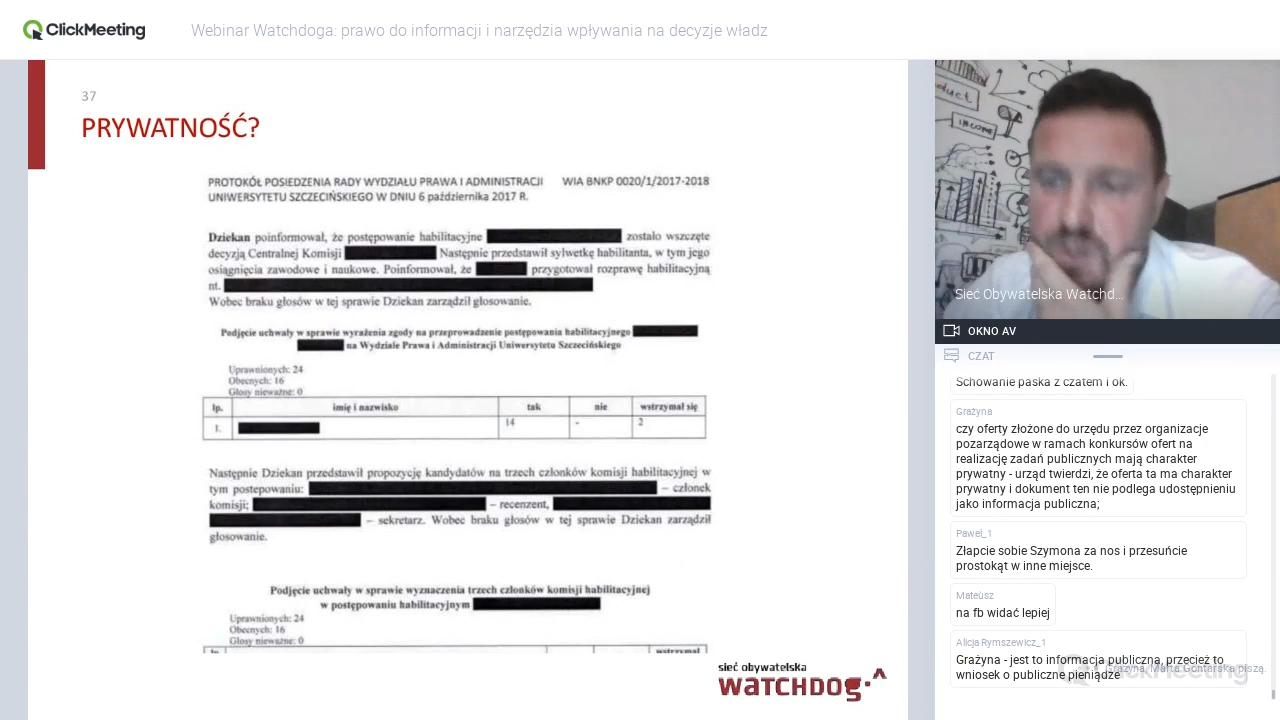 ClickMeeting
Webinar Watchdoga: prawo do informacji i narzędzia wpływania na decyzje władz
37
PRYWATNOŚĆ?
PROTOKÓŁ POSIEDZENIA RADY WYDZIAŁU PRAWA I ADMINISTRACJI WIA BNKP 0020/1/2017-2018
UNIWERSYTETU SZCZECIŃSKIEGO W DNIU 6 października 2017 R.
Dziekan poinformował, że postępowanie habilitacyjne zostało wszczęte
decyzją Centralnej Komisji Następnie przedstawił sylwetkę habilitanta, w tym jego
osiągnięcia zawodowe i naukowe. Poinformował, że przygotował rozprawę habilitacyjną
nt.
Wobec braku głosów w tej sprawie Dziekan zarządził głosowanie.
Podjęcie uchwały w sprawie wyrażenia zgody na przeprowadzenie postępowania habilitacyjnego
na Wydziale Prawa i Administracji Uniwersytetu Szczecińskiego
Uprawnionych: 24
Obecnych: 16
Głosy nieważne: 0
lp. imię i nazwisko tak nie wstrzymał się
1. 14 - 2
Następnie Dziekan przedstawił propozycję kandydatów na trzech członków komisji habilitacyjnej w
tym postepowaniu: – członek
komisji; – recenzent,
– sekretarz. Wobec braku głosów w tej sprawie Dziekan zarządził
głosowanie.
Podjęcie uchwały w sprawie wyznaczenia trzech członków komisji habilitacyjnej
w postępowaniu habilitacyjnym
Uprawnionych: 24
Obecnych: 16
Głosy nieważne: 0
sieć obywatelska
WATCHDOG
product
INCOME
Sieć Obywatelska Watchd...
OKNO AV
CZAT
Schowanie paska z czatem i ok.
Grażyna
czy oferty złożone do urzędu przez organizacje
pozarządowe w ramach konkursów ofert na
realizację zadań publicznych mają charakter
prywatny - urząd twierdzi, że oferta ta ma charakter
prywatny i dokument ten nie podlega udostępnieniu
jako informacja publiczna;
Paweł_1
Złapcie sobie Szymona za nos i przesuńcie
prostokąt w inne miejsce.
Mateusz
na fb widać lepiej
Alicja Rymszewicz_1
Grażyna - jest to informacja publiczna, przecież to
wniosek o publiczne pieniądze
Grażyna, Marta Gontarska piszą.
ClickMeeting